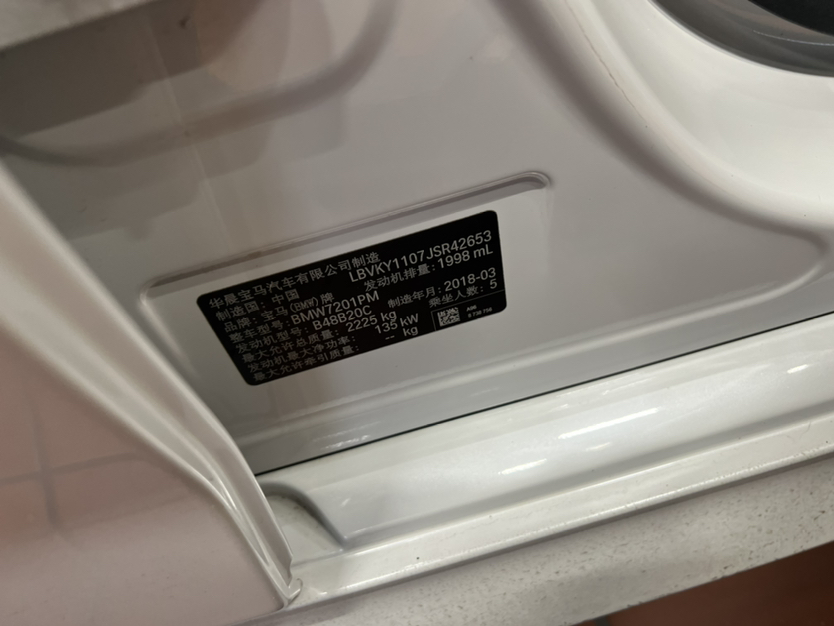 华晨宝马汽车有限公司制造
制造国：中国 LBVKY1107JSR42653
品牌：宝马(BMW)牌 发动机排量：1998 mL
整车型号：BMW7201PM 制造年月：2018-03
发动机型号：B48B20C 乘坐人数：5
最大允许总质量：2225 kg
发动机最大净功率：135 kW
最大允许牵引质量：-- kg